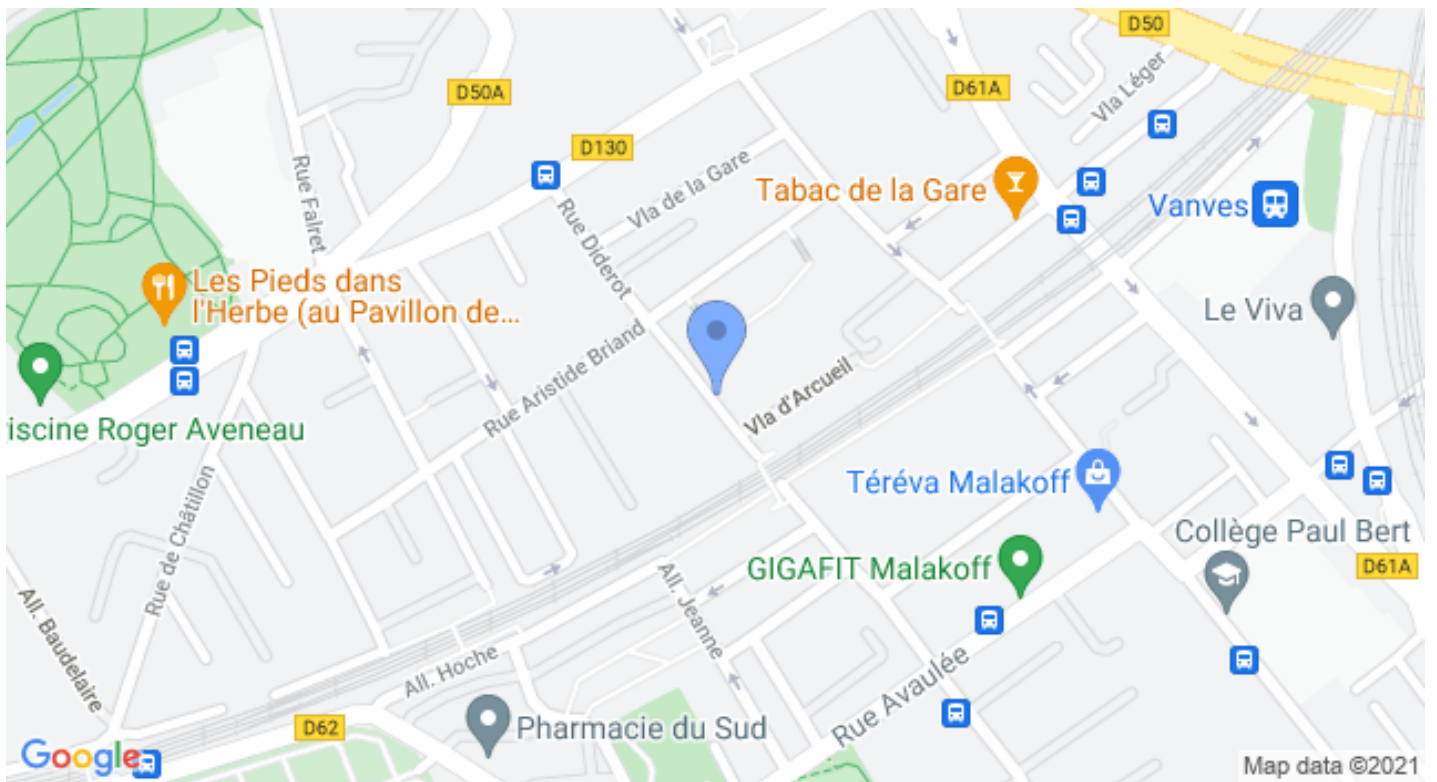 D50
D50A
D61A
Vla Léger
D130
Rue Falret
Vla de la Gare
Tabac de la Gare
Vanves
Rue Diderot
Les Pieds dans
l'Herbe (au Pavillon de...
Le Viva
Rue Aristide Briand
Vla d'Arcueil
iscine Roger Aveneau
Téréva Malakoff
Collège Paul Bert
Rue de Châtillon
GIGAFIT Malakoff
D61A
All. Jeanne
All. Baudelaire
All. Hoche
Rue Avaulée
D62
Pharmacie du Sud
Google
Map data ©2021